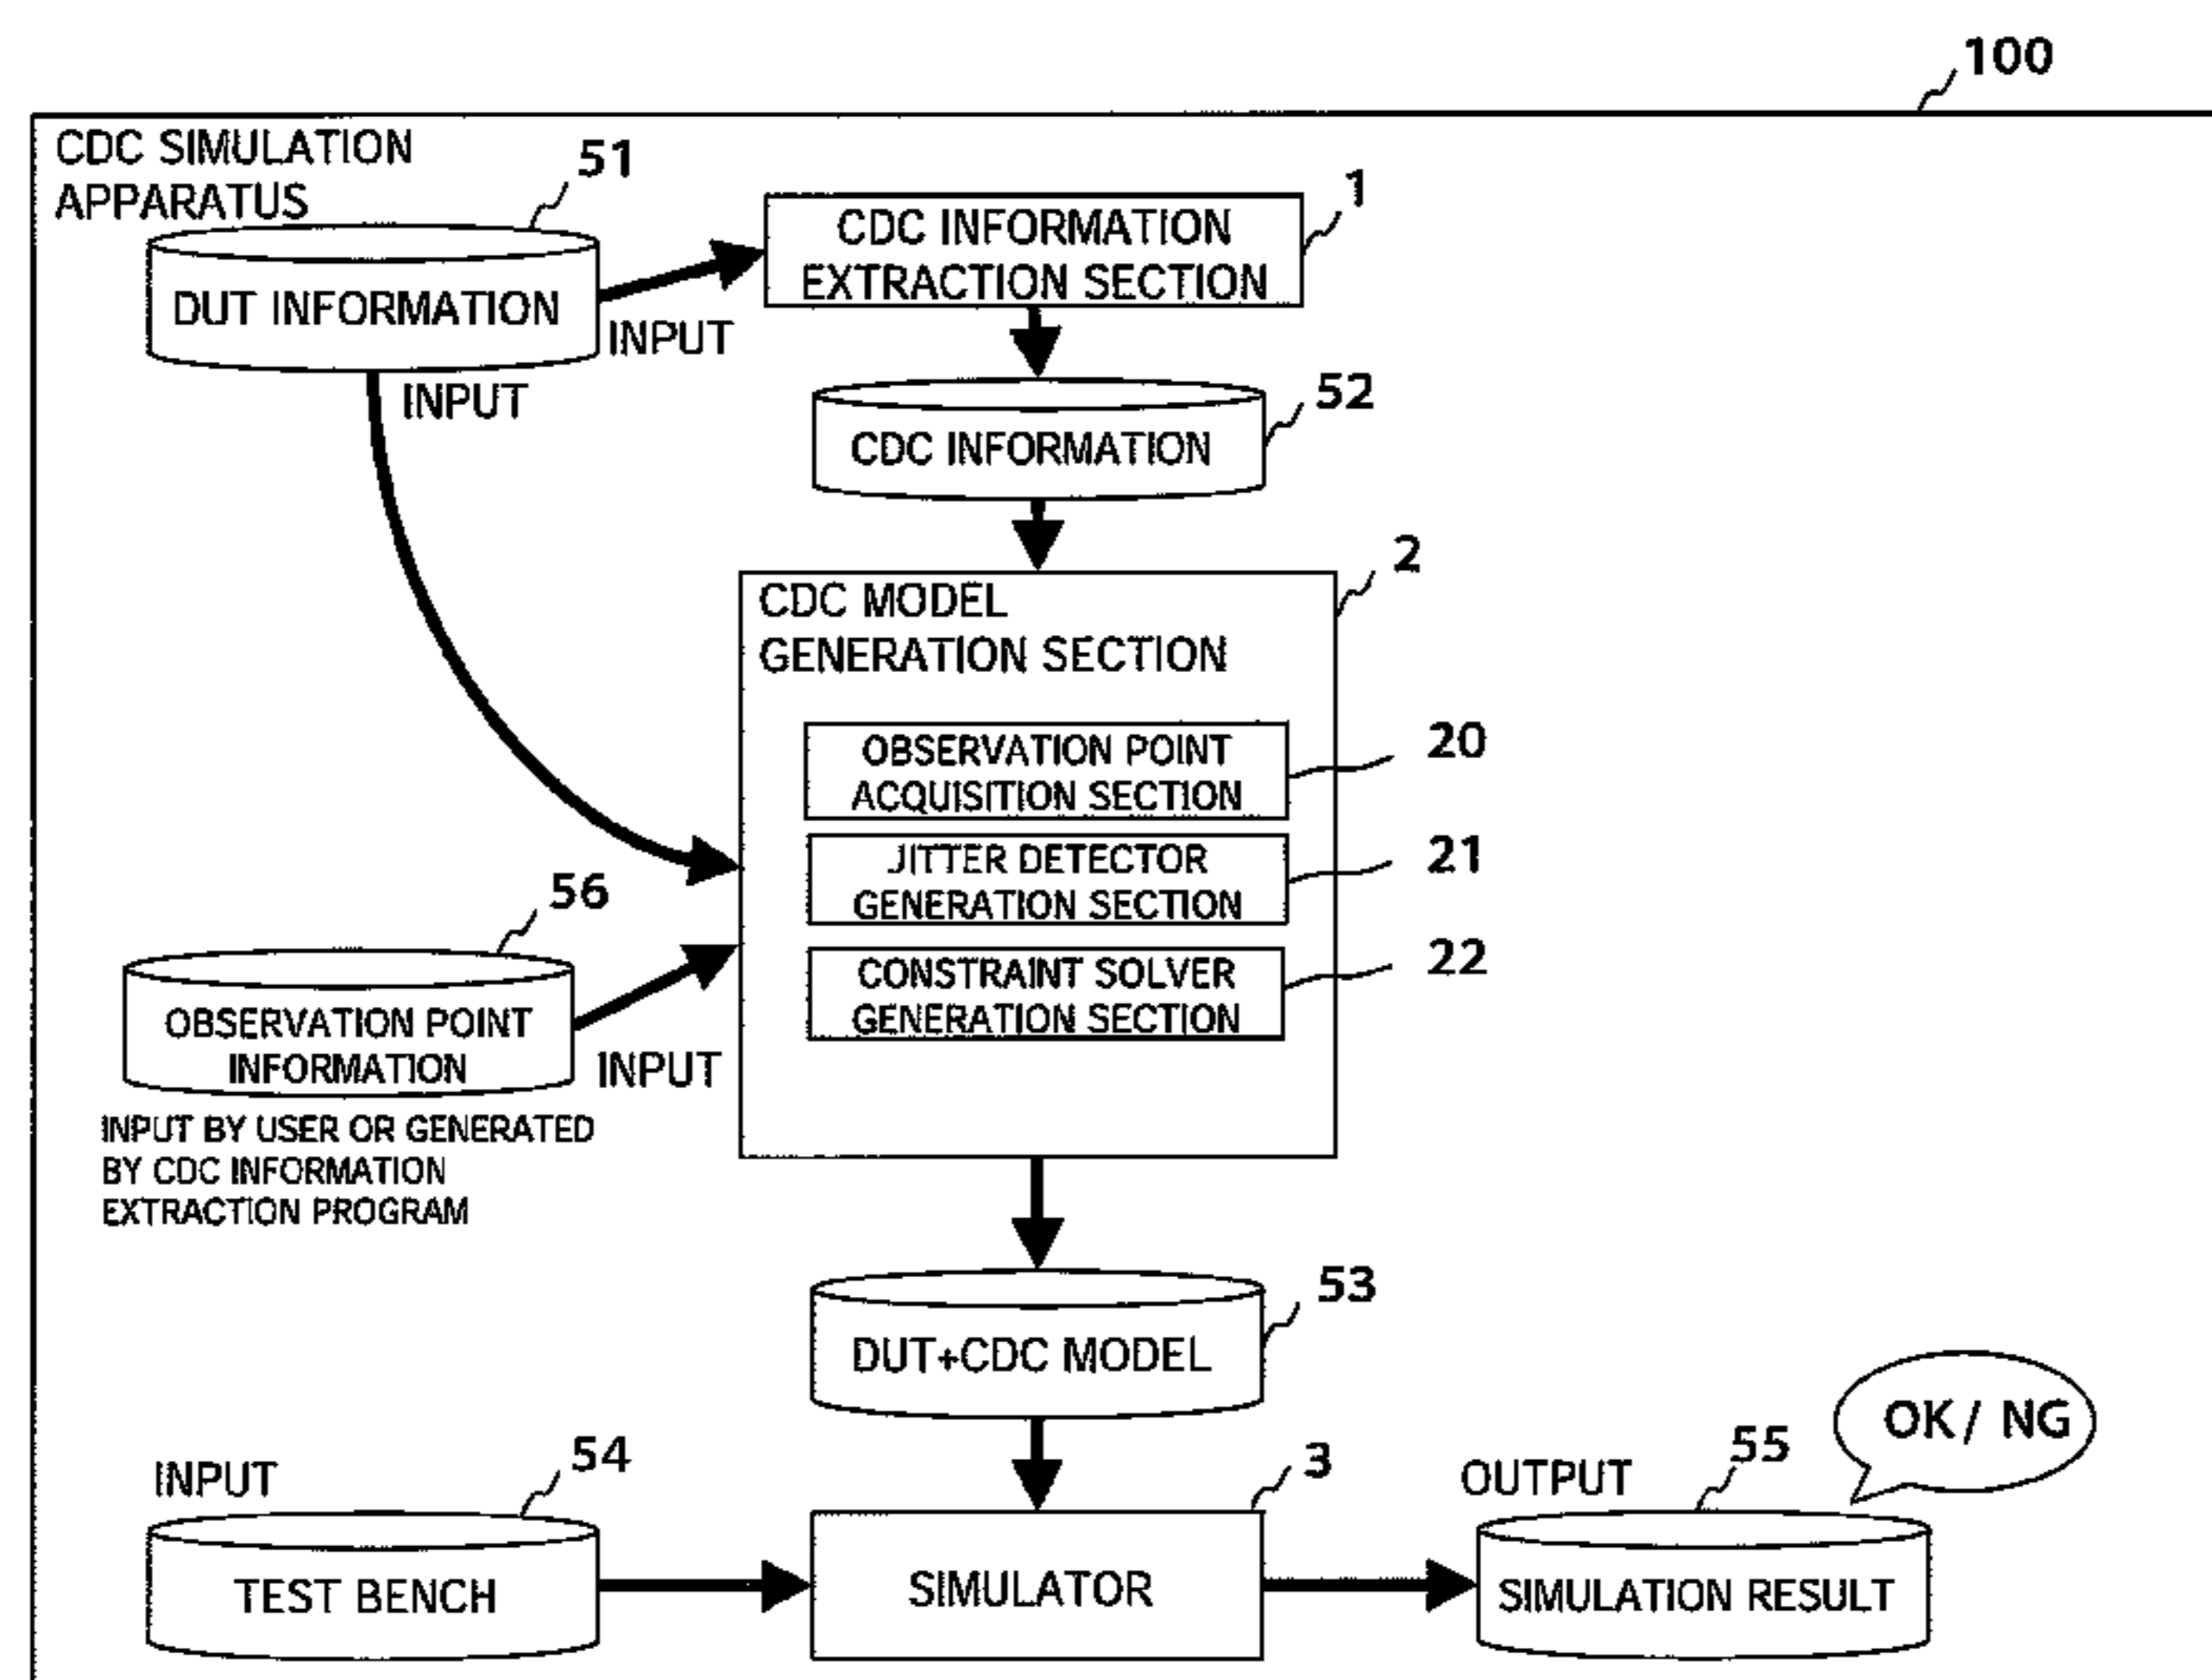 100
CDC SIMULATION
APPARATUS
51
1
DUT INFORMATION
CDC INFORMATION
EXTRACTION SECTION
INPUT
INPUT
52
CDC INFORMATION
2
CDC MODEL
GENERATION SECTION
OBSERVATION POINT
ACQUISITION SECTION
20
JITTER DETECTOR
GENERATION SECTION
21
CONSTRAINT SOLVER
GENERATION SECTION
22
56
OBSERVATION POINT
INFORMATION
INPUT
INPUT BY USER OR GENERATED
BY CDC INFORMATION
EXTRACTION PROGRAM
53
DUT+CDC MODEL
INPUT
54
TEST BENCH
3
SIMULATOR
OUTPUT
55
OK/ NG
SIMULATION RESULT